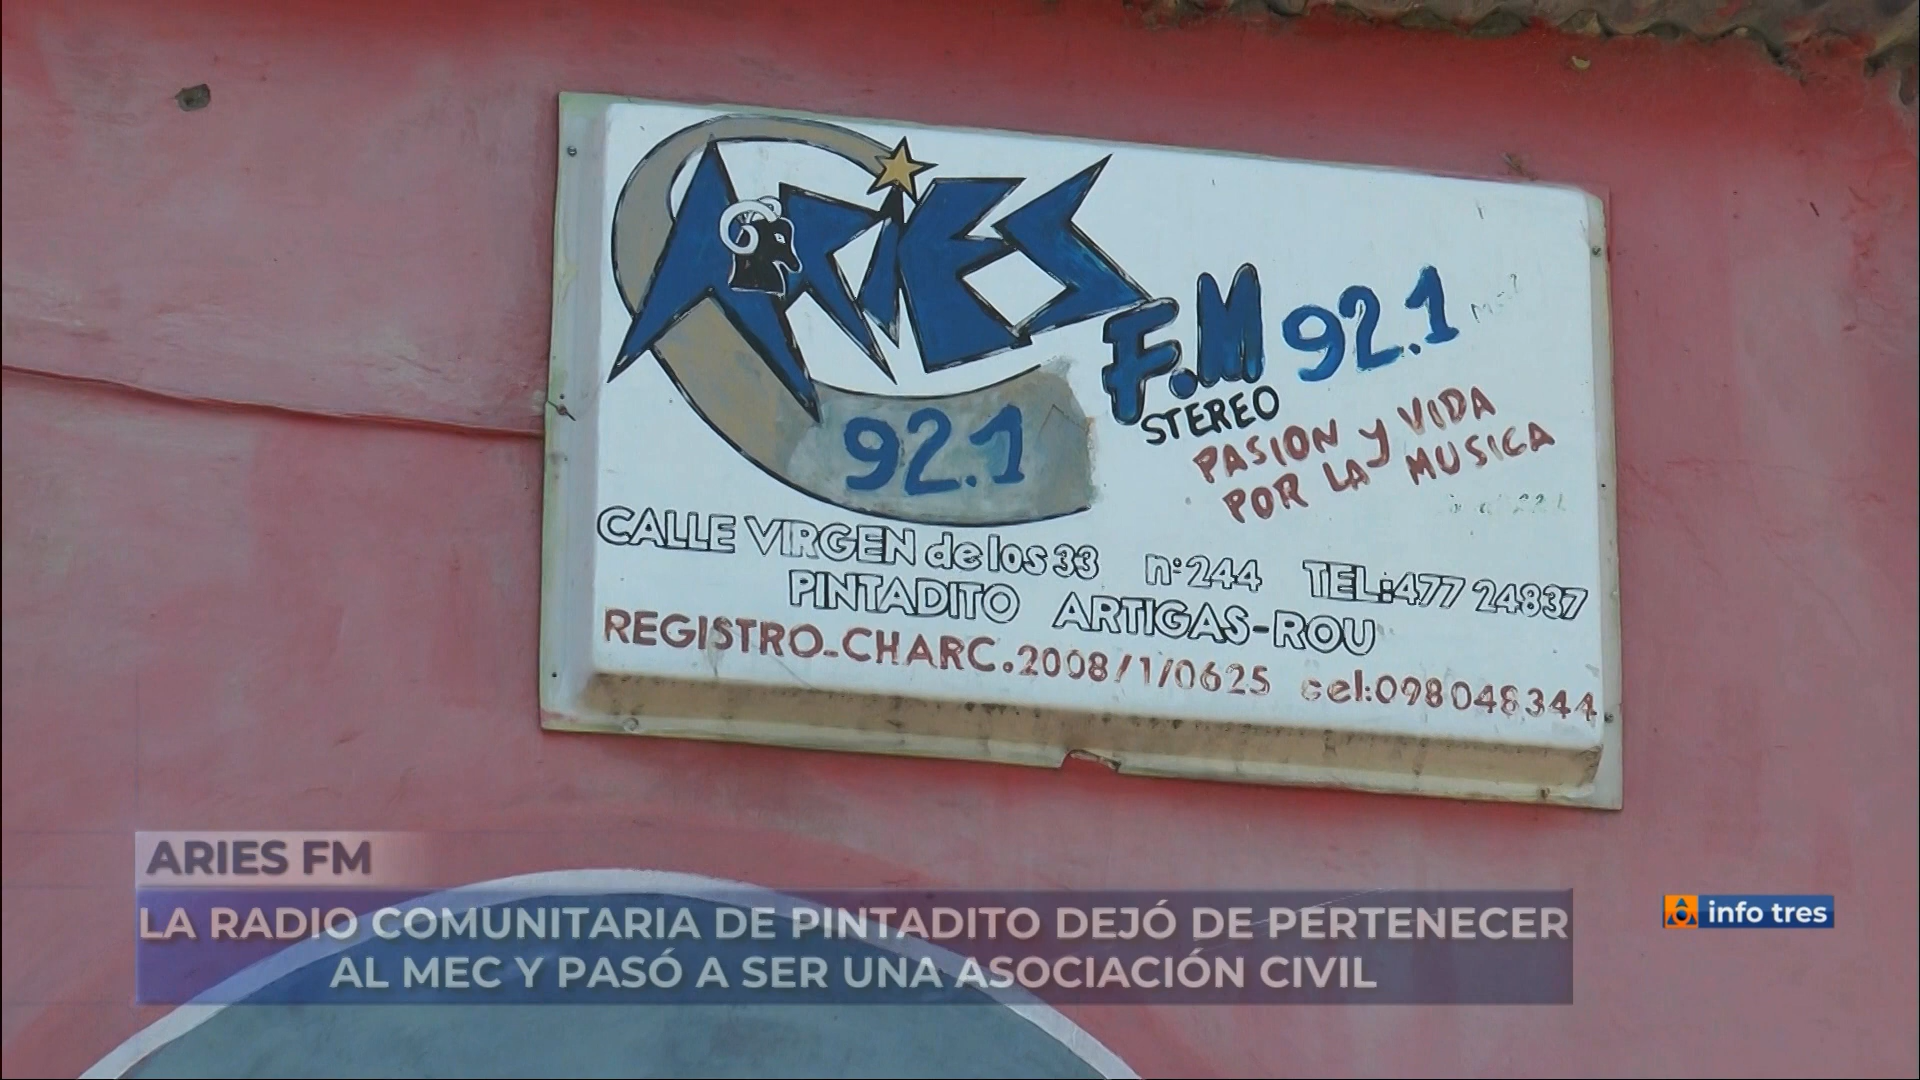 ARIES
F.M 92.1
STEREO
PASION y VIDA
POR LA MUSICA
92.1
CALLE VIRGEN de los 33 nº 244 TEL:477 24837
PINTADITO ARTIGAS-ROU
REGISTRO-CHARC.2008/1/0625 cel:098048344
ARIES FM
LA RADIO COMUNITARIA DE PINTADITO DEJÓ DE PERTENECER
AL MEC Y PASÓ A SER UNA ASOCIACIÓN CIVIL
info tres